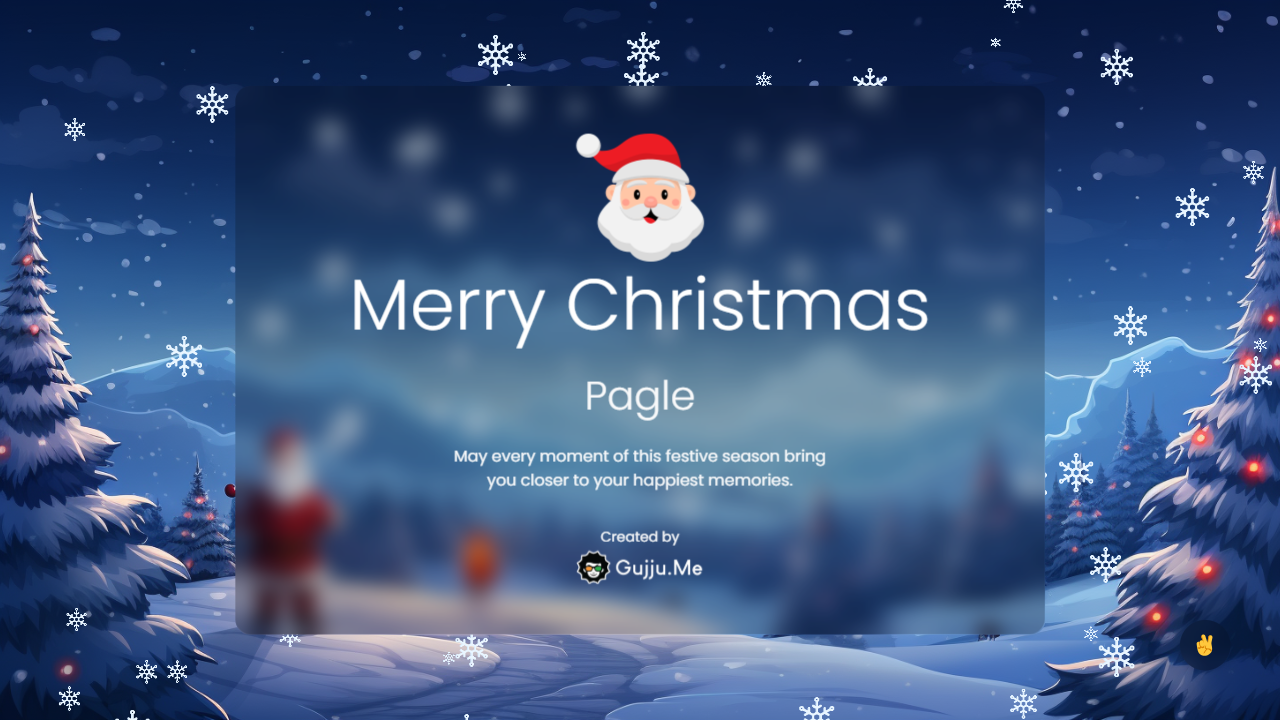 Merry Christmas
Pagle
May every moment of this festive season bring
you closer to your happiest memories.
Created by
Gujju.Me